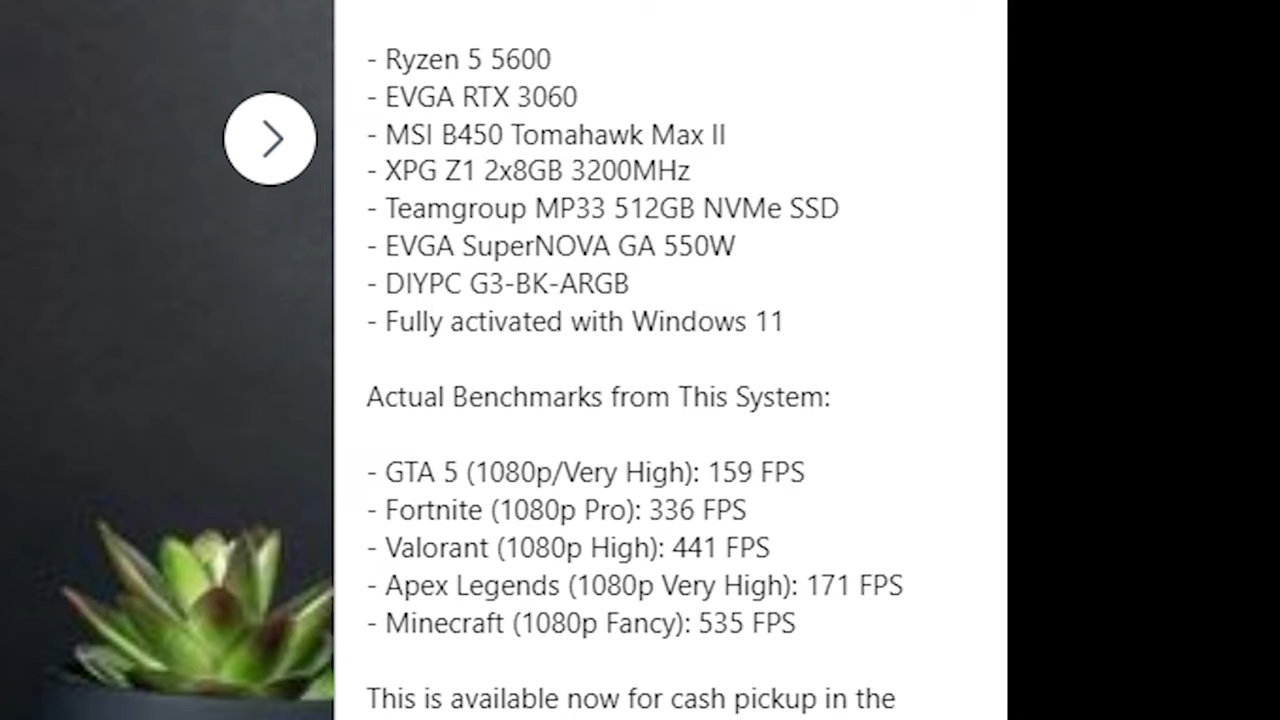 - Ryzen 5 5600
- EVGA RTX 3060
- MSI B450 Tomahawk Max II
- XPG Z1 2x8GB 3200MHz
- Teamgroup MP33 512GB NVMe SSD
- EVGA SuperNOVA GA 550W
- DIYPC G3-BK-ARGB
- Fully activated with Windows 11
Actual Benchmarks from This System:
- GTA 5 (1080p/Very High): 159 FPS
- Fortnite (1080p Pro): 336 FPS
- Valorant (1080p High): 441 FPS
- Apex Legends (1080p Very High): 171 FPS
- Minecraft (1080p Fancy): 535 FPS
This is available now for cash pickup in the